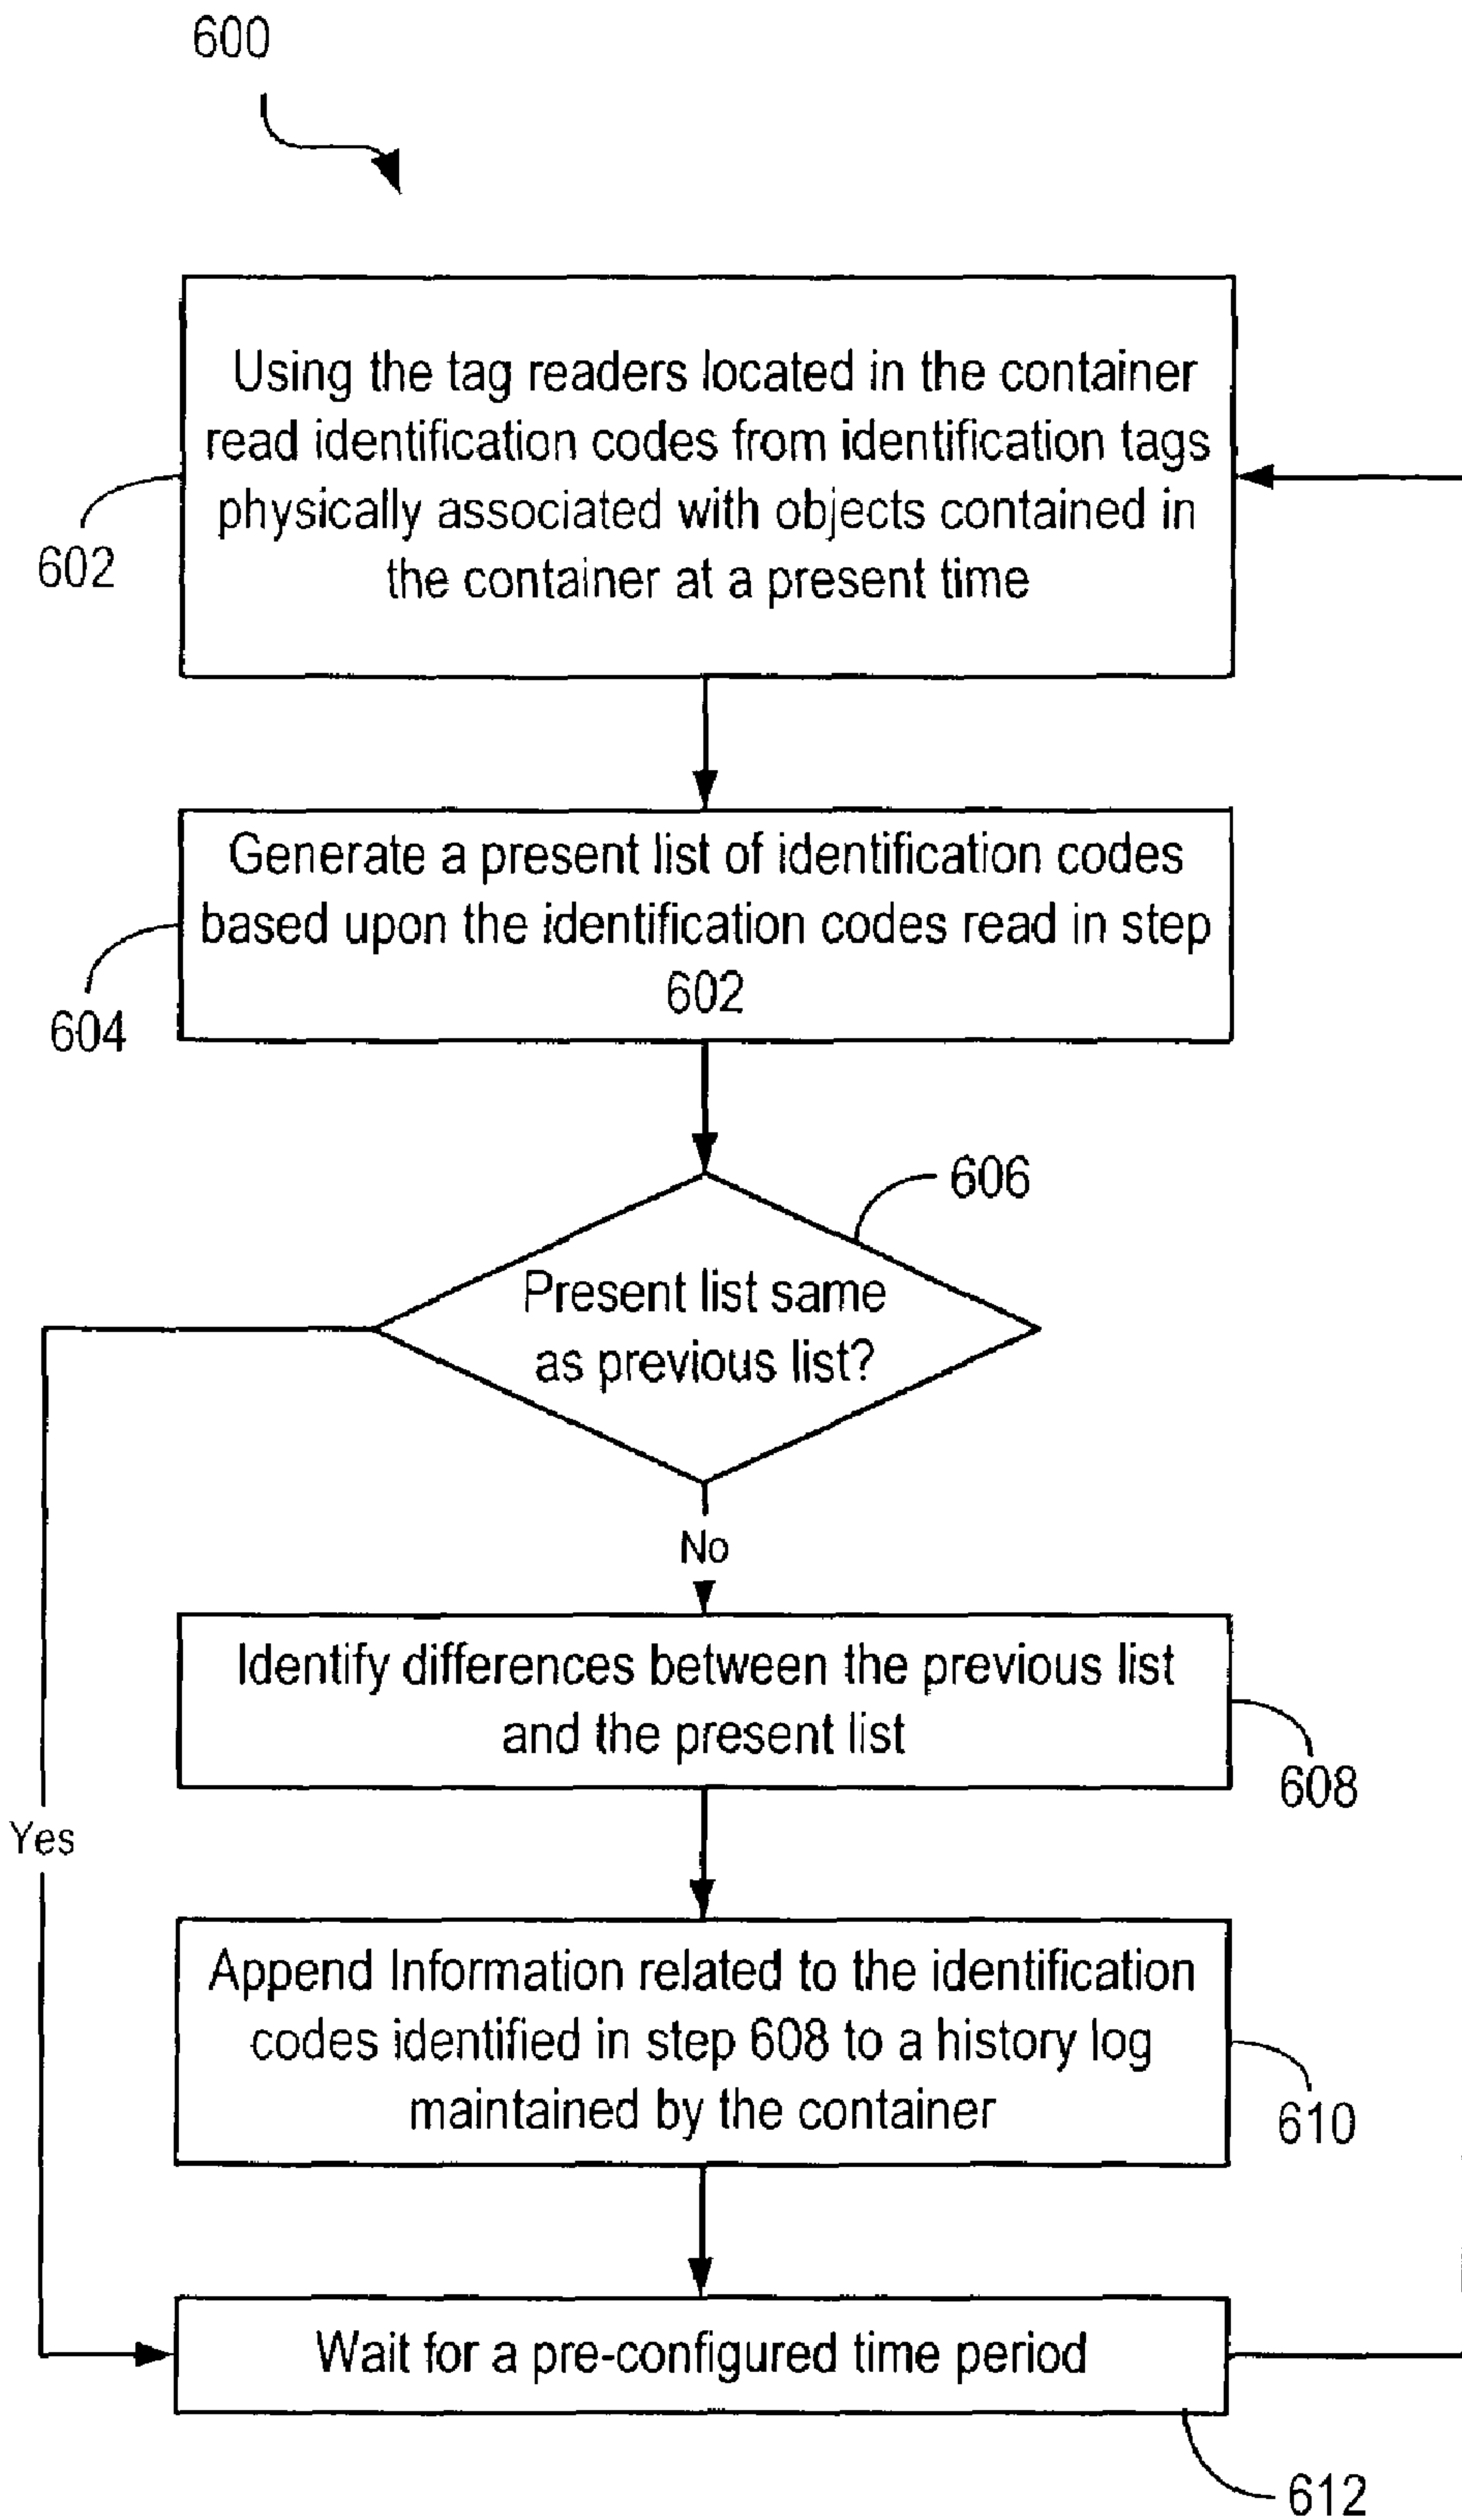 600
Using the tag readers located in the container
read identification codes from identification tags
physically associated with objects contained in
the container at a present time
602
Generate a present list of identification codes
based upon the identification codes read in step
602
604
606
Present list same
as previous list?
No
Identify differences between the previous list
and the present list
608
Yes
Append Information related to the identification
codes identified in step 608 to a history log
maintained by the container
610
Wait for a pre-configured time period
612